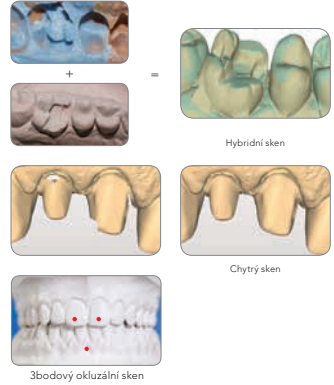 +
=
Hybridní sken
Chytrý sken
3bodový okluzální sken